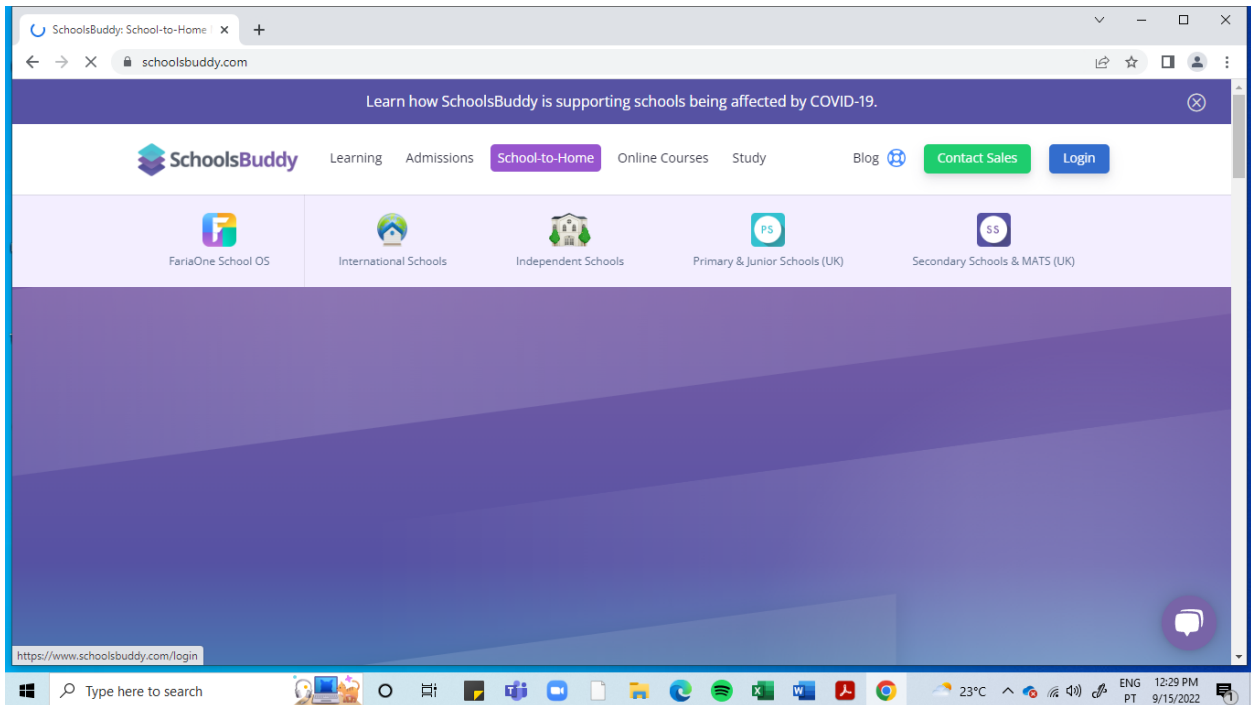 SchoolsBuddy: School-to-Home
schoolsbuddy.com
Learn how SchoolsBuddy is supporting schools being affected by COVID-19.
SchoolsBuddy Learning Admissions School-to-Home Online Courses Study Blog Contact Sales Login
PS SS
FariaOne School OS International Schools Independent Schools Primary & Junior Schools (UK) Secondary Schools & MATS (UK)
https://www.schoolsbuddy.com/login
Type here to search 23°C ENG 12:29 PM
PT 9/15/2022
1